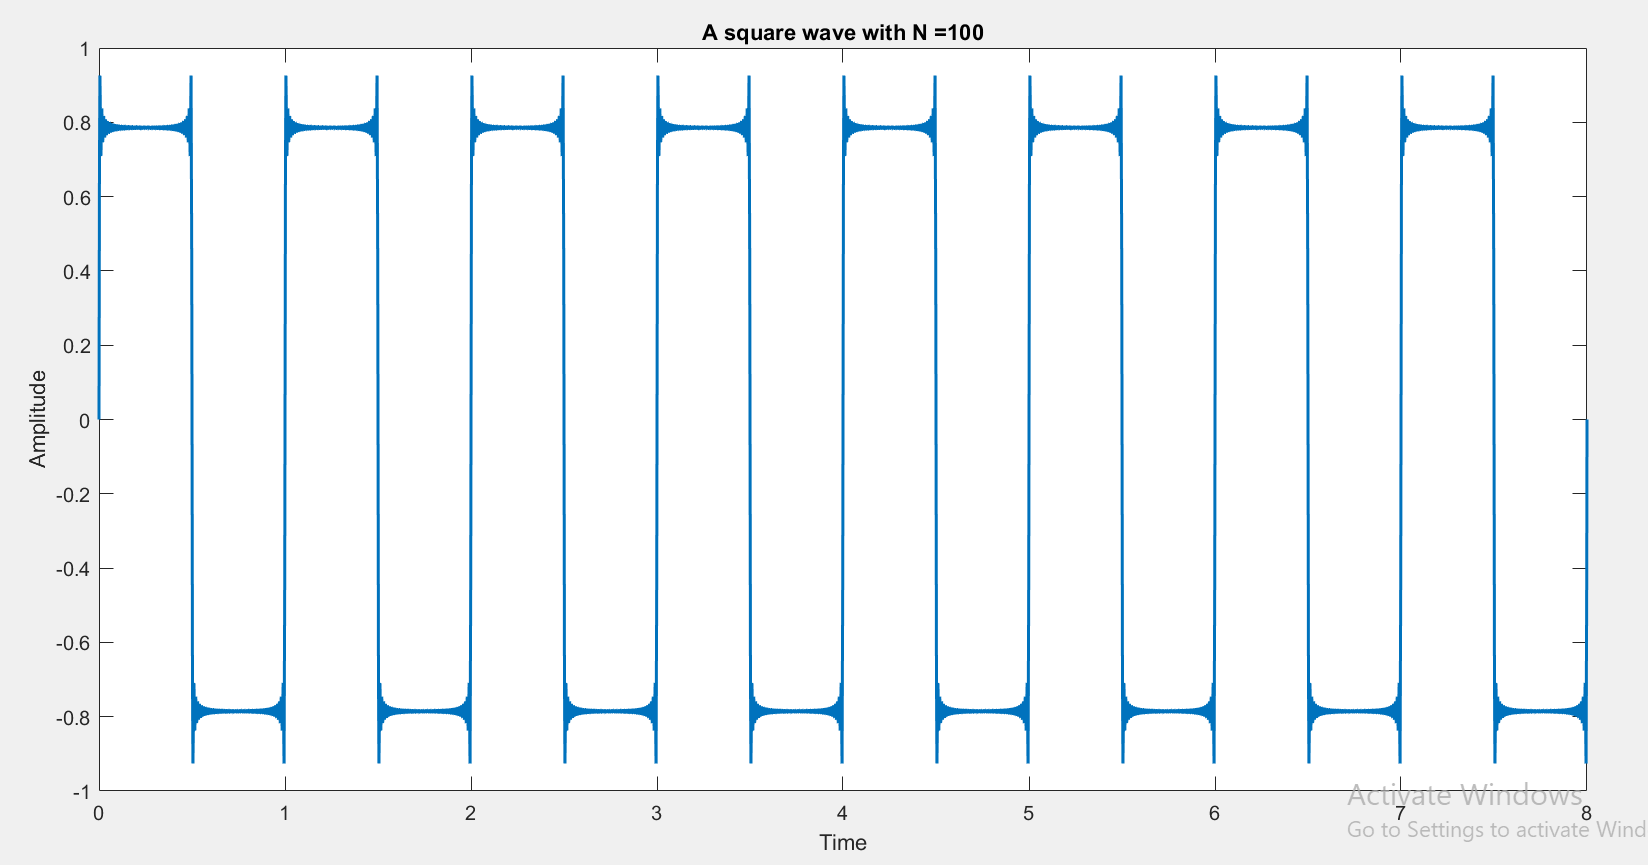 A square wave with N =100
1
0.8
0.6
0.4
0.2
0
-0.2
-0.4
-0.6
-0.8
-1
Amplitude
0 1 2 3 4 5 6 7 8
Time
Activate Windows
Go to Settings to activate Wind